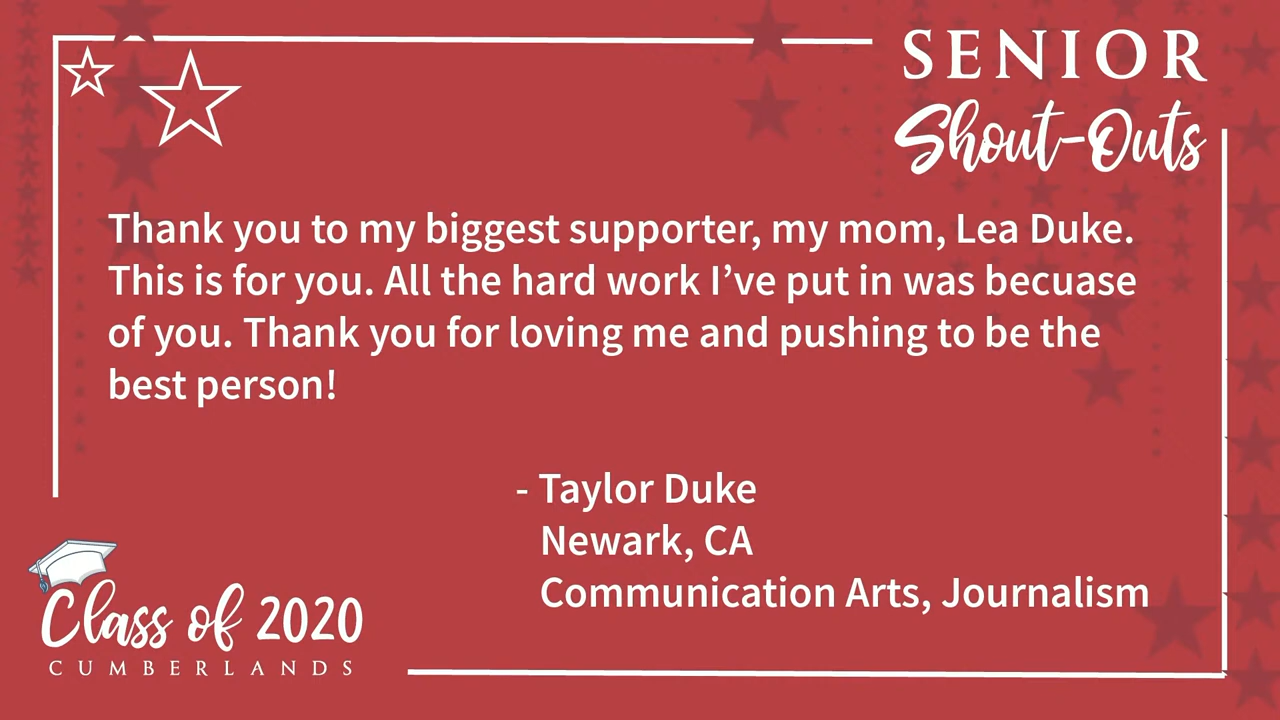 SENIOR
Shout-Outs
Thank you to my biggest supporter, my mom, Lea Duke.
This is for you. All the hard work I’ve put in was becuase
of you. Thank you for loving me and pushing to be the
best person!
- Taylor Duke
Newark, CA
Communication Arts, Journalism
Class of 2020
CUMBERLANDS